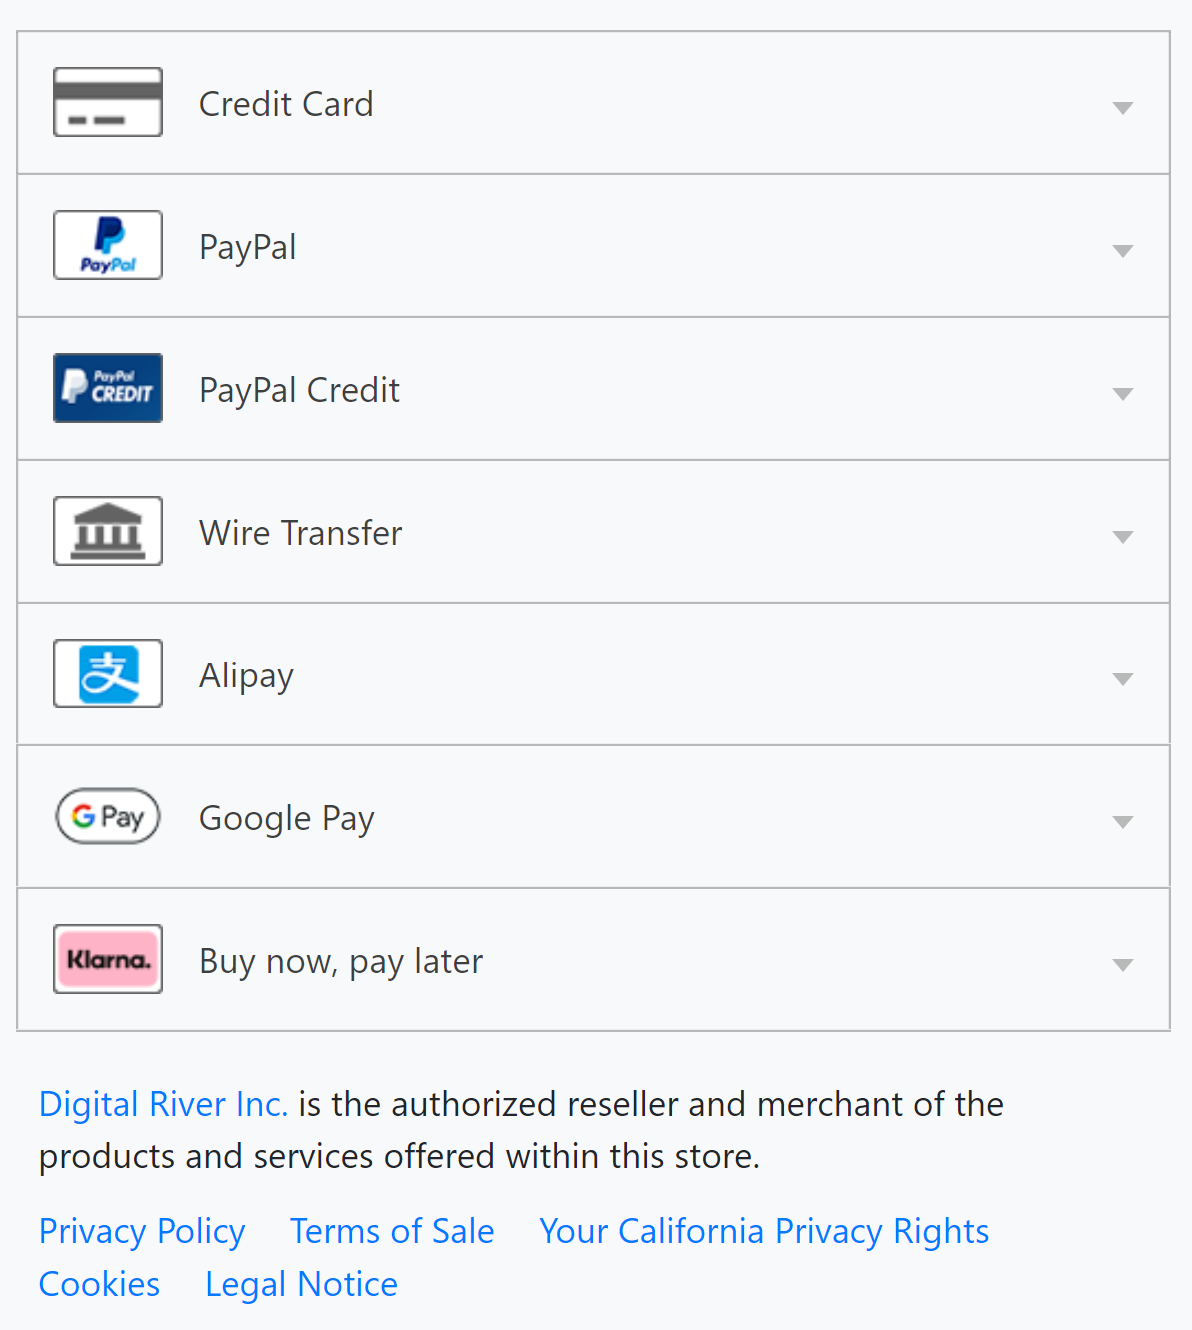 Credit Card
PayPal
PayPal
PayPal
CREDIT
PayPal Credit
Wire Transfer
支
Alipay
G Pay
Google Pay
Klarna.
Buy now, pay later
Digital River Inc. is the authorized reseller and merchant of the
products and services offered within this store.
Privacy Policy Terms of Sale Your California Privacy Rights
Cookies Legal Notice